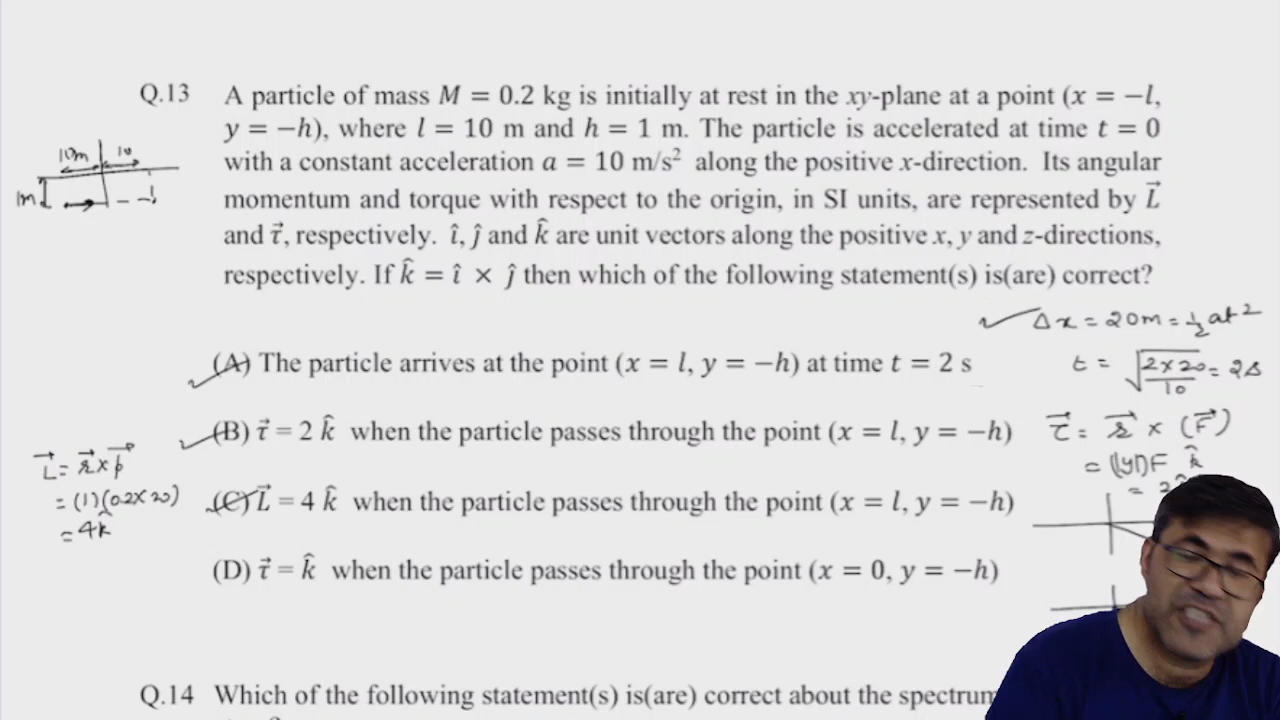 Q.13 A particle of mass M = 0.2 kg is initially at rest in the xy-plane at a point (x = −l,
y = −h), where l = 10 m and h = 1 m. The particle is accelerated at time t = 0
with a constant acceleration a = 10 m/s² along the positive x-direction. Its angular
momentum and torque with respect to the origin, in SI units, are represented by L⃗
and τ⃗, respectively. î, ĵ and k̂ are unit vectors along the positive x, y and z-directions,
respectively. If k̂ = î × ĵ then which of the following statement(s) is(are) correct?
10m 10
1m
Δx = 20m = ½at²
(A) The particle arrives at the point (x = l, y = −h) at time t = 2 s
t = √(2×20/10) = 2s
(B) τ⃗ = 2 k̂ when the particle passes through the point (x = l, y = −h)
τ⃗ = r⃗ × (F⃗)
= (|y|)F k̂
L⃗ = r⃗ × p⃗
= (1)(0.2×20)
= 4k̂
(C) L⃗ = 4 k̂ when the particle passes through the point (x = l, y = −h)
(D) τ⃗ = k̂ when the particle passes through the point (x = 0, y = −h)
Q.14 Which of the following statement(s) is(are) correct about the spectrum